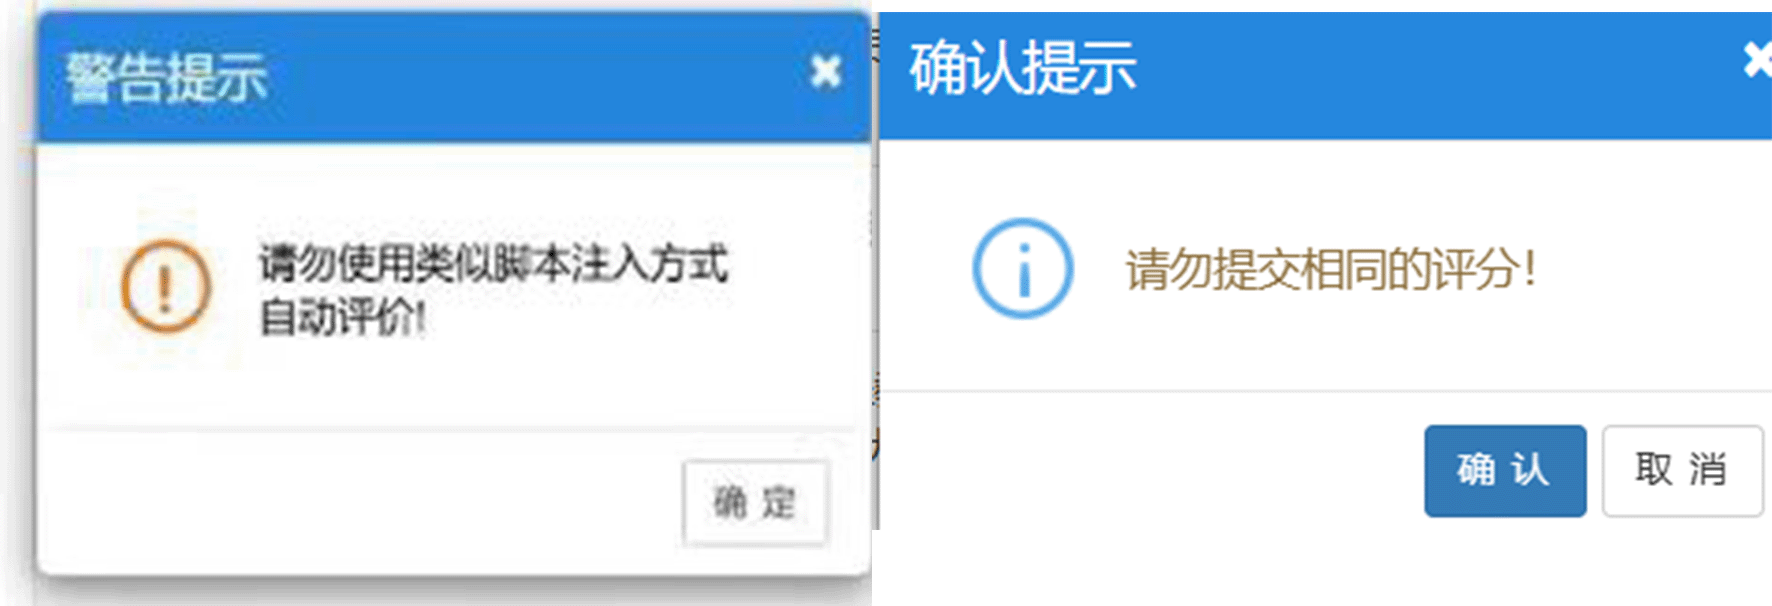 警告提示
请勿使用类似脚本注入方式
自动评价!
确 定
确认提示
请勿提交相同的评分!
确 认
取 消